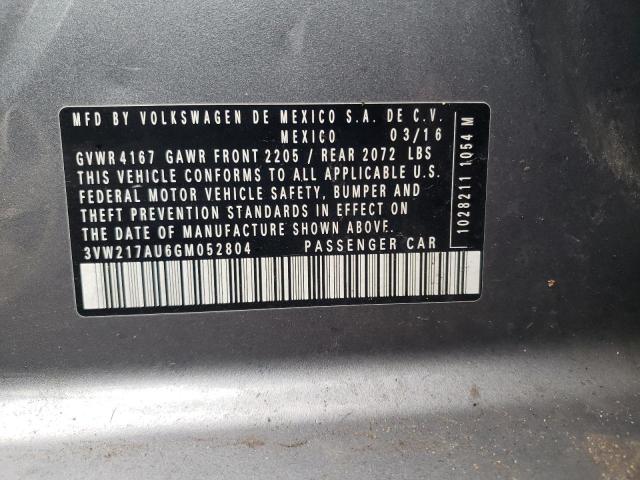 MFD BY VOLKSWAGEN DE MEXICO S.A. DE C.V.
MEXICO 03/16
GVWR 4167 GAWR FRONT 2205 / REAR 2072 LBS
THIS VEHICLE CONFORMS TO ALL APPLICABLE U.S.
FEDERAL MOTOR VEHICLE SAFETY, BUMPER AND
THEFT PREVENTION STANDARDS IN EFFECT ON
THE DATE OF MANUFACTURE SHOWN ABOVE.
3VW217AU6GM052804 PASSENGER CAR
1028211 1054 M